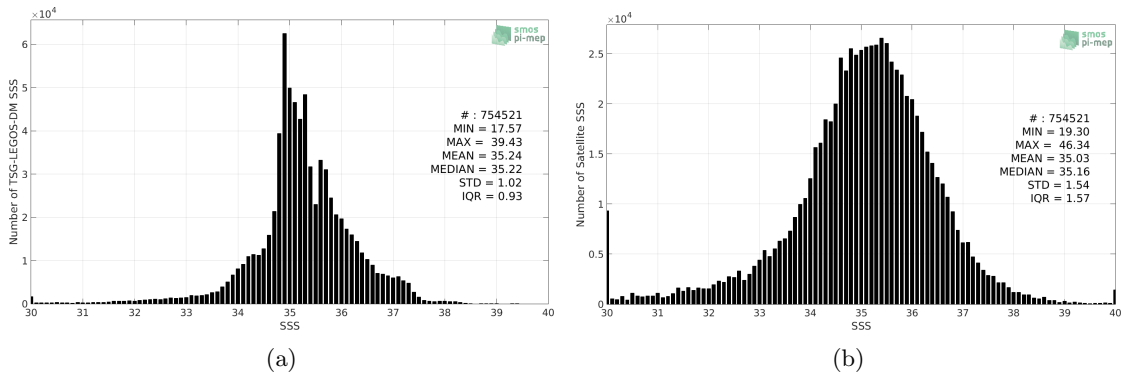 ×10⁴
6
5
4
3
2
1
0
Number of TSG-LEGOS-DM SSS
smos
pi-mep
# : 754521
MIN = 17.57
MAX = 39.43
MEAN = 35.24
MEDIAN = 35.22
STD = 1.02
IQR = 0.93
30 31 32 33 34 35 36 37 38 39 40
SSS
(a)
×10⁴
2.5
2
1.5
1
0.5
0
Number of Satellite SSS
smos
pi-mep
# : 754521
MIN = 19.30
MAX = 46.34
MEAN = 35.03
MEDIAN = 35.16
STD = 1.54
IQR = 1.57
30 31 32 33 34 35 36 37 38 39 40
SSS
(b)